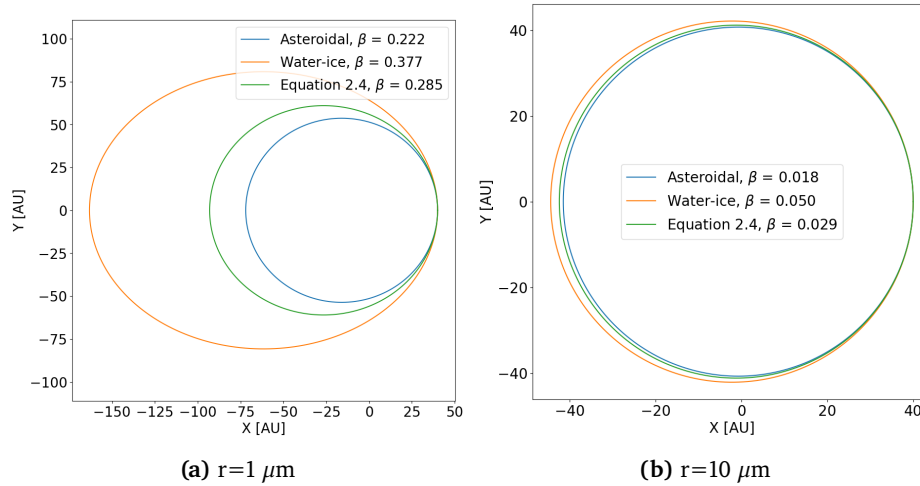 100
75
50
25
0
−25
−50
−75
−100
Y [AU]
Asteroidal, β = 0.222
Water-ice, β = 0.377
Equation 2.4, β = 0.285
−150 −125 −100 −75 −50 −25 0 25 50
X [AU]
(a) r=1 μm
40
20
0
−20
−40
Y [AU]
Asteroidal, β = 0.018
Water-ice, β = 0.050
Equation 2.4, β = 0.029
−40 −20 0 20 40
X [AU]
(b) r=10 μm